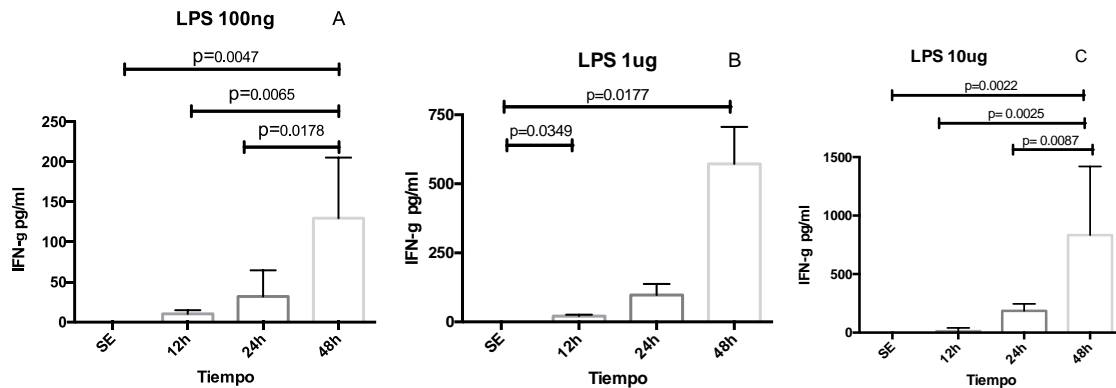 LPS 100ng A
p=0.0047
p=0.0065
p=0.0178
250
200
150
100
50
0
IFN-g pg/ml
SE 12h 24h 48h
Tiempo
LPS 1ug B
p=0.0177
p=0.0349
750
500
250
0
IFN-g pg/ml
SE 12h 24h 48h
Tiempo
LPS 10ug C
p=0.0022
p= 0.0025
p= 0.0087
1500
1000
500
0
IFN-g pg/ml
SE 12h 24h 48h
Tiempo